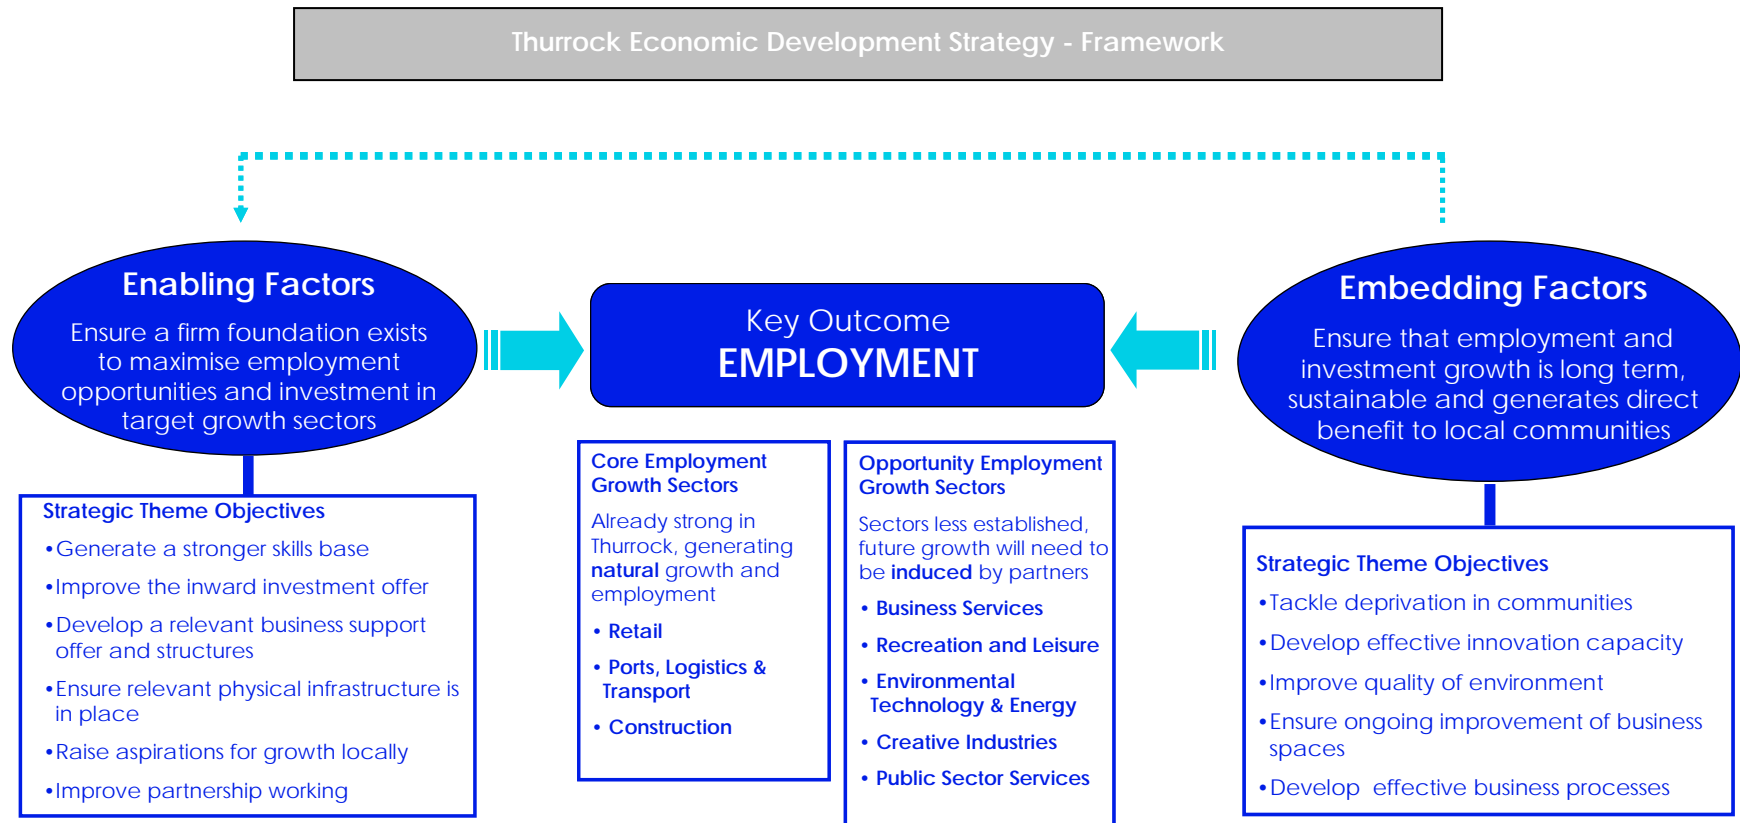 Thurrock Economic Development Strategy - Framework
Enabling Factors
Ensure a firm foundation exists
to maximise employment
opportunities and investment in
target growth sectors
Strategic Theme Objectives
•Generate a stronger skills base
•Improve the inward investment offer
•Develop a relevant business support
offer and structures
•Ensure relevant physical infrastructure is
in place
•Raise aspirations for growth locally
•Improve partnership working
Key Outcome
EMPLOYMENT
Core Employment
Growth Sectors
Already strong in
Thurrock, generating
natural growth and
employment
• Retail
• Ports, Logistics &
Transport
• Construction
Opportunity Employment
Growth Sectors
Sectors less established,
future growth will need to
be induced by partners
• Business Services
• Recreation and Leisure
• Environmental
Technology & Energy
• Creative Industries
• Public Sector Services
Embedding Factors
Ensure that employment and
investment growth is long term,
sustainable and generates direct
benefit to local communities
Strategic Theme Objectives
•Tackle deprivation in communities
•Develop effective innovation capacity
•Improve quality of environment
•Ensure ongoing improvement of business
spaces
•Develop  effective business processes